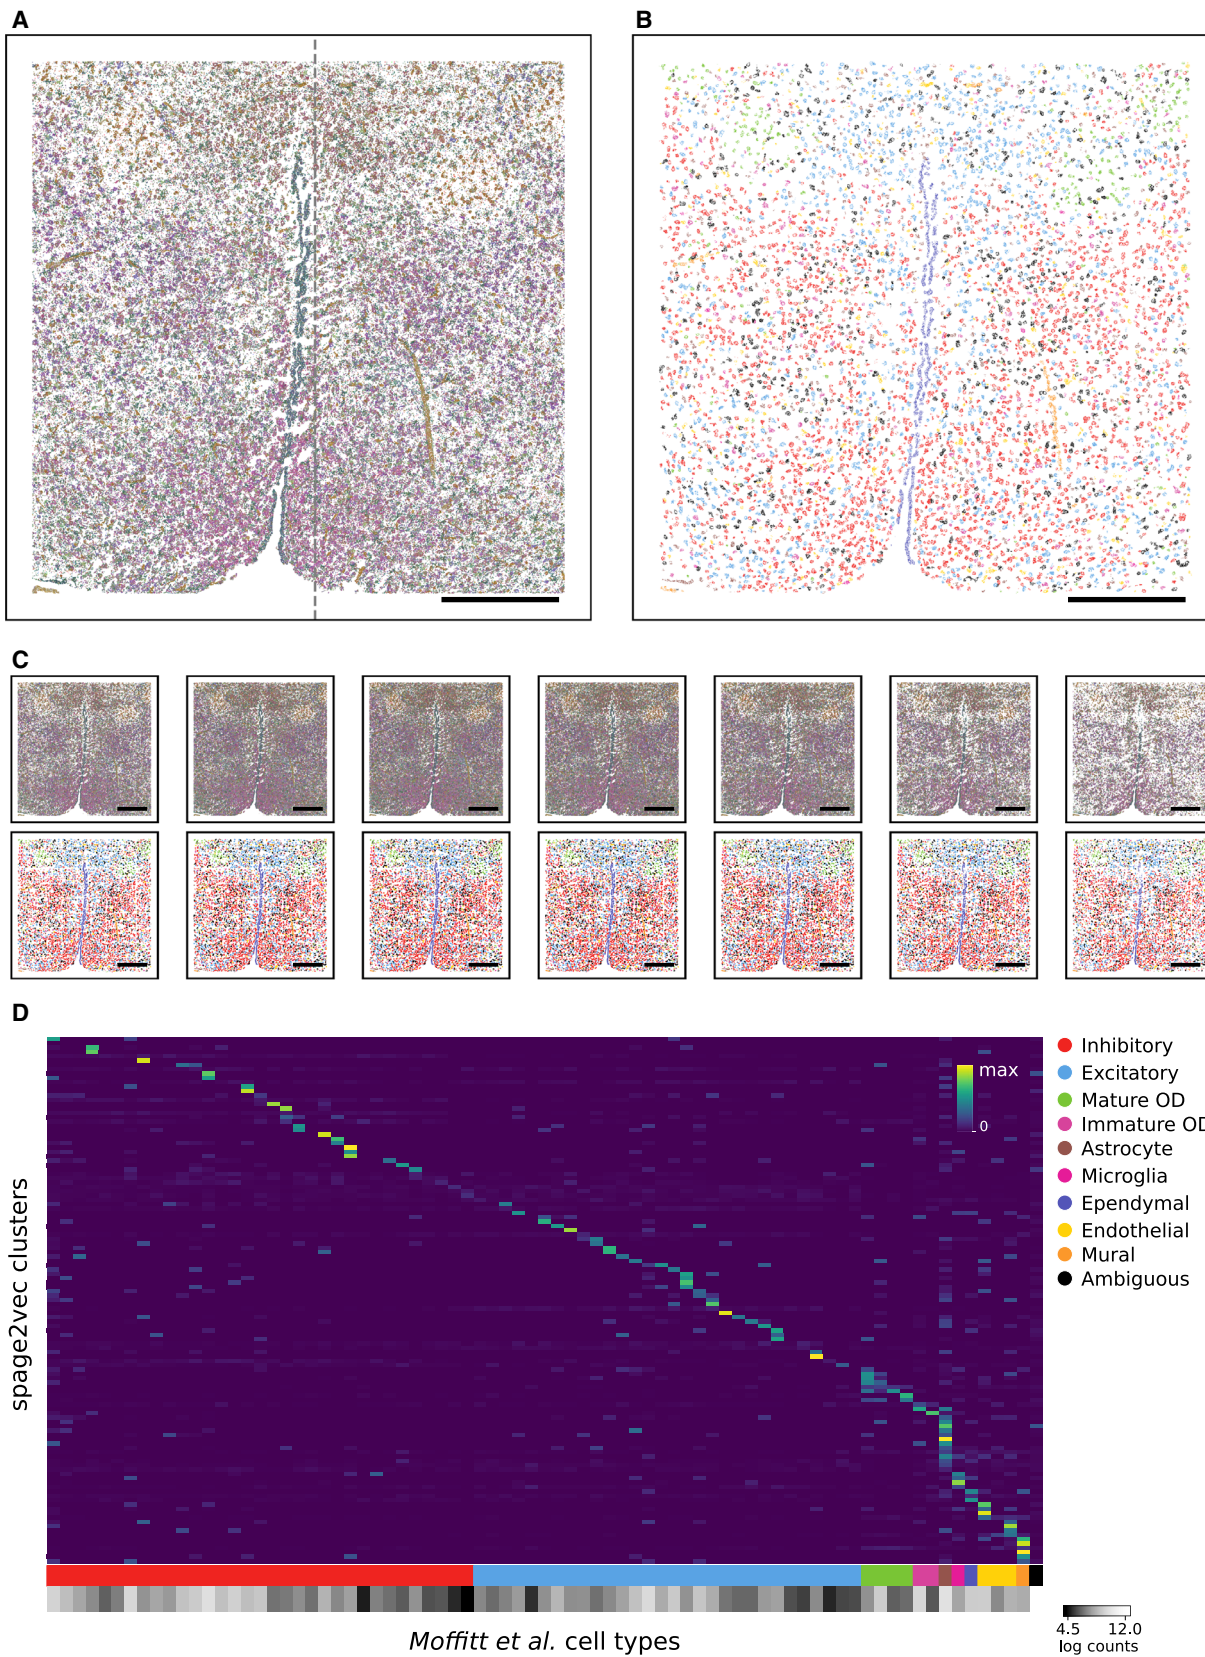 A
B
C
D
max
0
Inhibitory
Excitatory
Mature OD
Immature OD
Astrocyte
Microglia
Ependymal
Endothelial
Mural
Ambiguous
spage2vec clusters
Moffitt et al. cell types
4.5 12.0
log counts